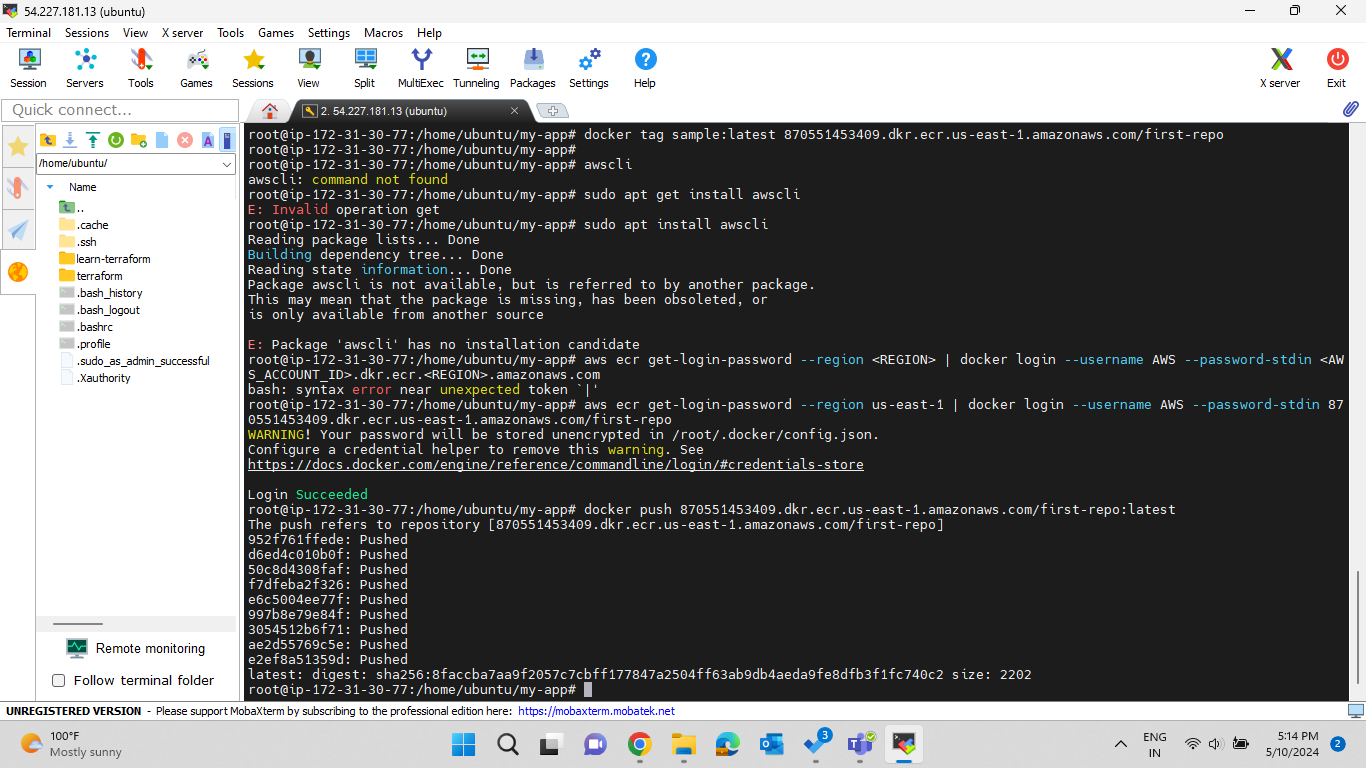 54.227.181.13 (ubuntu)
Terminal Sessions View X server Tools Games Settings Macros Help
Session Servers Tools Games Sessions View Split MultiExec Tunneling Packages Settings Help X server Exit
Quick connect...
2. 54.227.181.13 (ubuntu)
/home/ubuntu/
Name
..
.cache
.ssh
learn-terraform
terraform
.bash_history
.bash_logout
.bashrc
.profile
.sudo_as_admin_successful
.Xauthority
Remote monitoring
Follow terminal folder
root@ip-172-31-30-77:/home/ubuntu/my-app# docker tag sample:latest 870551453409.dkr.ecr.us-east-1.amazonaws.com/first-repo
root@ip-172-31-30-77:/home/ubuntu/my-app#
root@ip-172-31-30-77:/home/ubuntu/my-app# awscli
awscli: command not found
root@ip-172-31-30-77:/home/ubuntu/my-app# sudo apt get install awscli
E: Invalid operation get
root@ip-172-31-30-77:/home/ubuntu/my-app# sudo apt install awscli
Reading package lists... Done
Building dependency tree... Done
Reading state information... Done
Package awscli is not available, but is referred to by another package.
This may mean that the package is missing, has been obsoleted, or
is only available from another source
E: Package 'awscli' has no installation candidate
root@ip-172-31-30-77:/home/ubuntu/my-app# aws ecr get-login-password --region <REGION> | docker login --username AWS --password-stdin <AW
S_ACCOUNT_ID>.dkr.ecr.<REGION>.amazonaws.com
bash: syntax error near unexpected token `|'
root@ip-172-31-30-77:/home/ubuntu/my-app# aws ecr get-login-password --region us-east-1 | docker login --username AWS --password-stdin 87
0551453409.dkr.ecr.us-east-1.amazonaws.com/first-repo
WARNING! Your password will be stored unencrypted in /root/.docker/config.json.
Configure a credential helper to remove this warning. See
https://docs.docker.com/engine/reference/commandline/login/#credentials-store
Login Succeeded
root@ip-172-31-30-77:/home/ubuntu/my-app# docker push 870551453409.dkr.ecr.us-east-1.amazonaws.com/first-repo:latest
The push refers to repository [870551453409.dkr.ecr.us-east-1.amazonaws.com/first-repo]
952f761ffede: Pushed
d6ed4c010b0f: Pushed
50c8d4308faf: Pushed
f7dfeba2f326: Pushed
e6c5004ee77f: Pushed
997b8e79e84f: Pushed
3054512b6f71: Pushed
ae2d55769c5e: Pushed
e2ef8a51359d: Pushed
latest: digest: sha256:8faccba7aa9f2057c7cbff177847a2504ff63ab9db4aeda9fe8dfb3f1fc740c2 size: 2202
root@ip-172-31-30-77:/home/ubuntu/my-app#
UNREGISTERED VERSION - Please support MobaXterm by subscribing to the professional edition here: https://mobaxterm.mobatek.net
100°F
Mostly sunny
3
ENG
IN
5:14 PM
5/10/2024
2